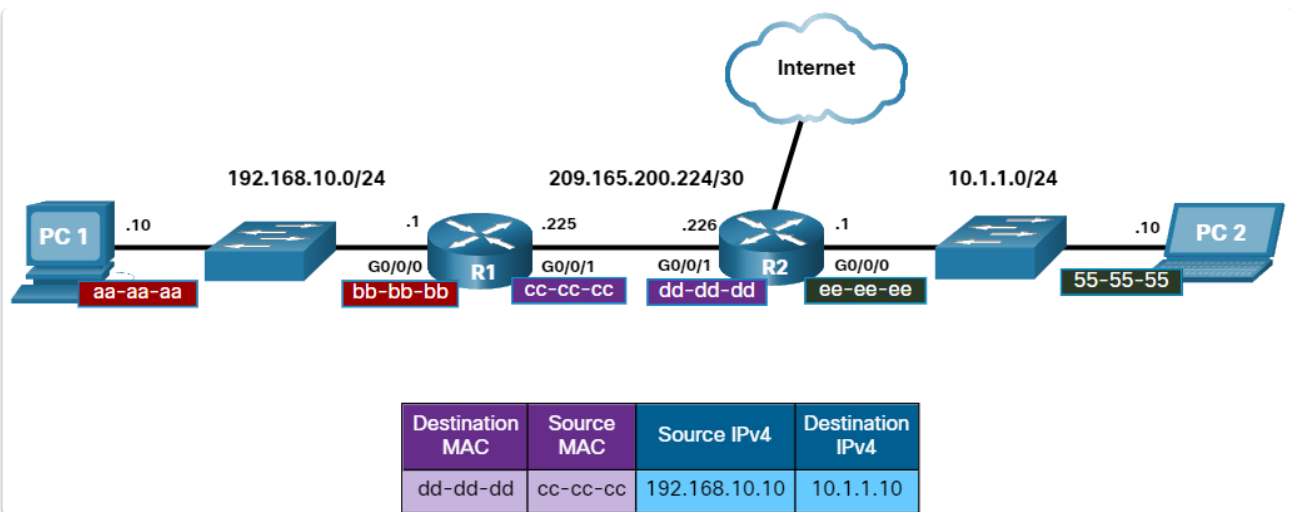 Internet
192.168.10.0/24
209.165.200.224/30
10.1.1.0/24
PC 1
.10
.1
R1
.225
.226
R2
.1
.10
PC 2
G0/0/0
G0/0/1
G0/0/1
G0/0/0
aa-aa-aa
bb-bb-bb
cc-cc-cc
dd-dd-dd
ee-ee-ee
55-55-55
Destination MAC
Source MAC
Source IPv4
Destination IPv4
dd-dd-dd
cc-cc-cc
192.168.10.10
10.1.1.10